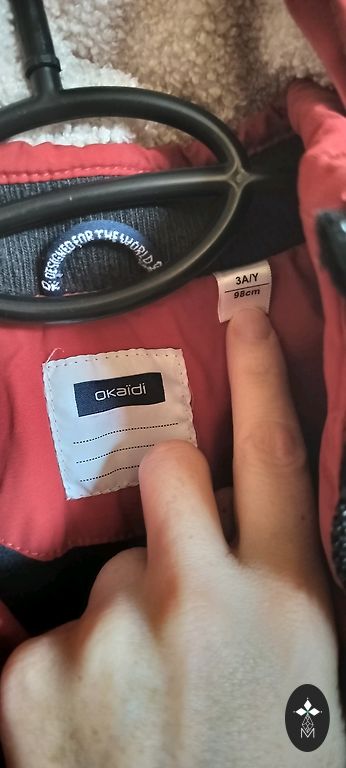 DESIGNED FOR THE WORLD
3A/Y
98cm
okaïdi
M